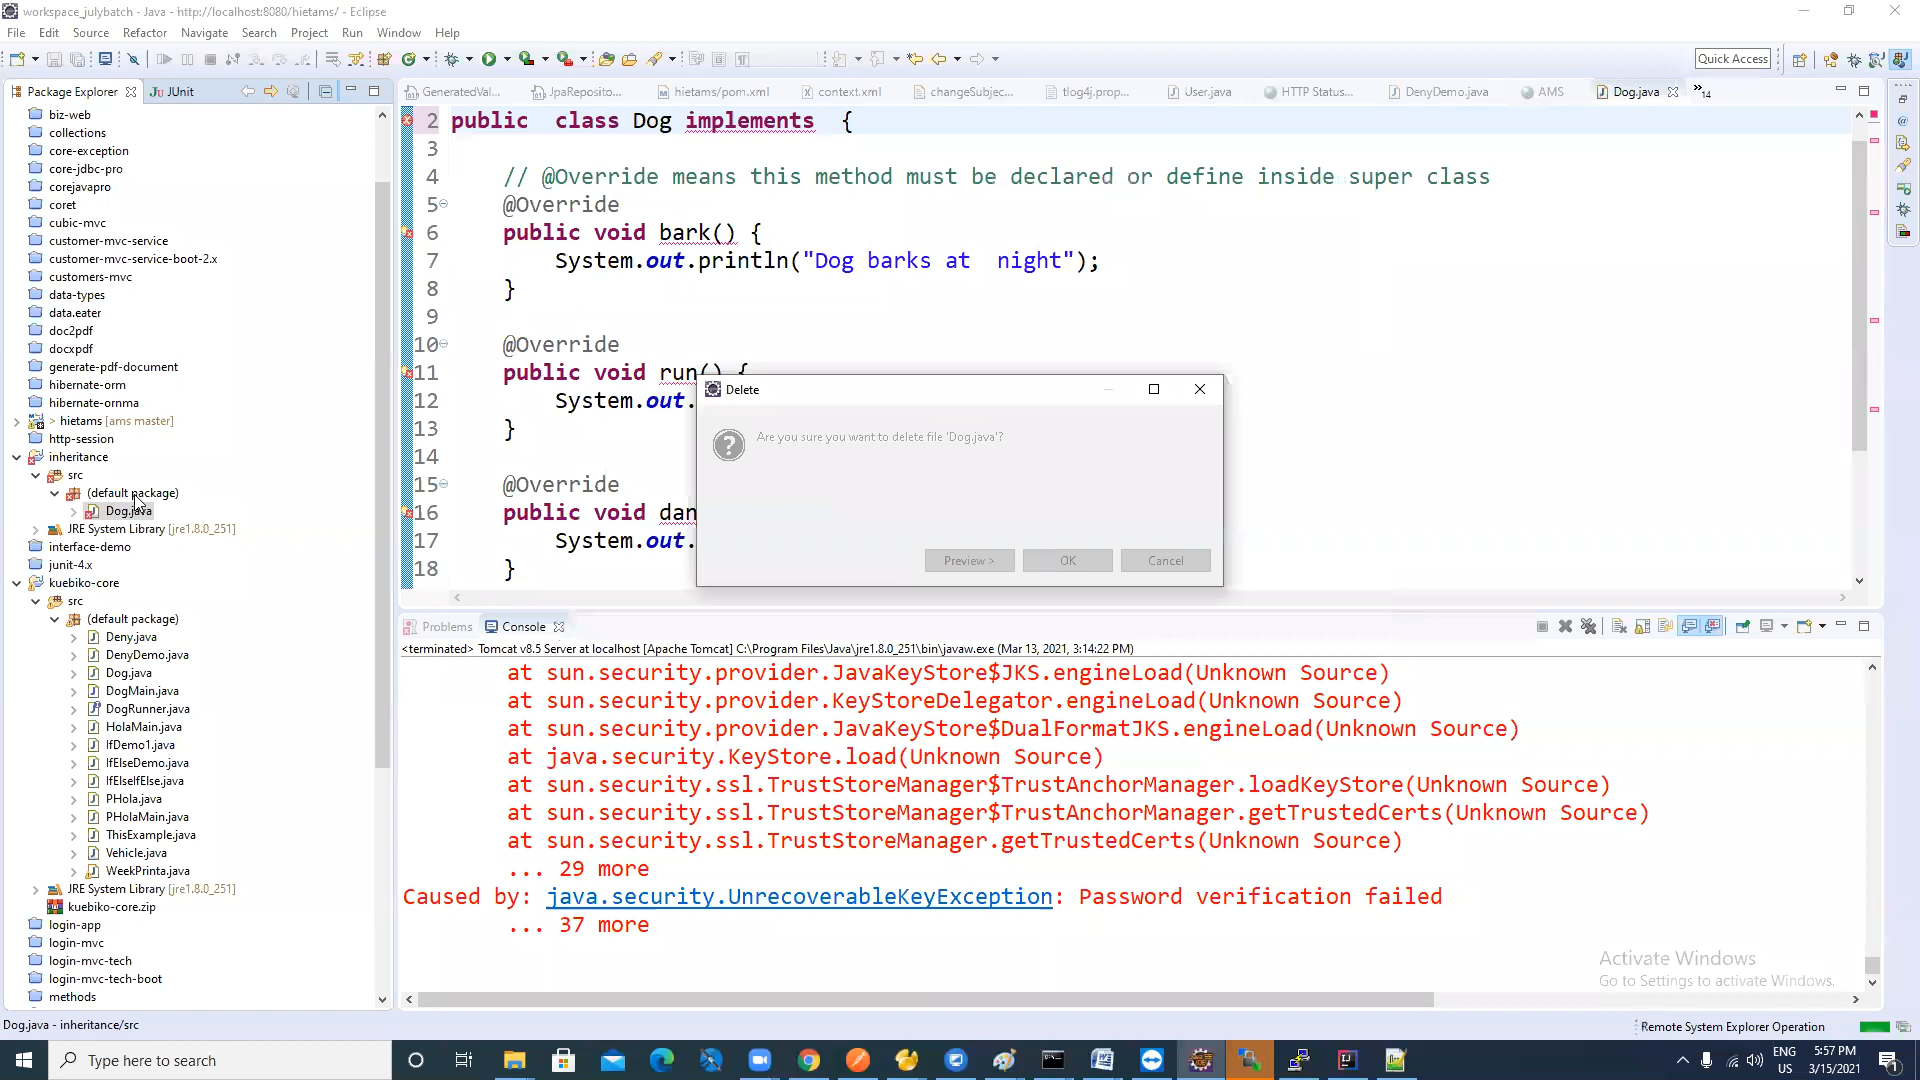 workspace_julybatch - Java - http://localhost:8080/hietams/ - Eclipse
File Edit Source Refactor Navigate Search Project Run Window Help
Quick Access
Package Explorer JUnit
GeneratedVal... JpaReposito... hietams/pom.xml context.xml changeSubjec... tlog4j.prop... User.java HTTP Status... DenyDemo.java AMS Dog.java »14
biz-web
collections
core-exception
core-jdbc-pro
corejavapro
coret
cubic-mvc
customer-mvc-service
customer-mvc-service-boot-2.x
customers-mvc
data-types
data.eater
doc2pdf
docxpdf
generate-pdf-document
hibernate-orm
hibernate-ornma
> hietams [ams master]
http-session
inheritance
src
(default package)
Dog.java
JRE System Library [jre1.8.0_251]
interface-demo
junit-4.x
kuebiko-core
src
(default package)
Deny.java
DenyDemo.java
Dog.java
DogMain.java
DogRunner.java
HolaMain.java
IfDemo1.java
IfElseDemo.java
IfElseIfElse.java
PHola.java
PHolaMain.java
ThisExample.java
Vehicle.java
WeekPrinta.java
JRE System Library [jre1.8.0_251]
kuebiko-core.zip
login-app
login-mvc
login-mvc-tech
login-mvc-tech-boot
methods
2 public  class Dog implements  {
3
4 // @Override means this method must be declared or define inside super class
5 @Override
6 public void bark() {
7 System.out.println("Dog barks at  night");
8 }
9
10 @Override
11 public void run() {
12 System.out.
13 }
14
15 @Override
16 public void dan
17 System.out.
18 }
Delete
Are you sure you want to delete file 'Dog.java'?
Preview > OK Cancel
Problems Console
<terminated> Tomcat v8.5 Server at localhost [Apache Tomcat] C:\Program Files\Java\jre1.8.0_251\bin\javaw.exe (Mar 13, 2021, 3:14:22 PM)
at sun.security.provider.JavaKeyStore$JKS.engineLoad(Unknown Source)
at sun.security.provider.KeyStoreDelegator.engineLoad(Unknown Source)
at sun.security.provider.JavaKeyStore$DualFormatJKS.engineLoad(Unknown Source)
at java.security.KeyStore.load(Unknown Source)
at sun.security.ssl.TrustStoreManager$TrustAnchorManager.loadKeyStore(Unknown Source)
at sun.security.ssl.TrustStoreManager$TrustAnchorManager.getTrustedCerts(Unknown Source)
at sun.security.ssl.TrustStoreManager.getTrustedCerts(Unknown Source)
... 29 more
Caused by: java.security.UnrecoverableKeyException: Password verification failed
... 37 more
Activate Windows
Go to Settings to activate Windows.
Dog.java - inheritance/src
Remote System Explorer Operation
Type here to search
ENG
US
5:57 PM
3/15/2021
1